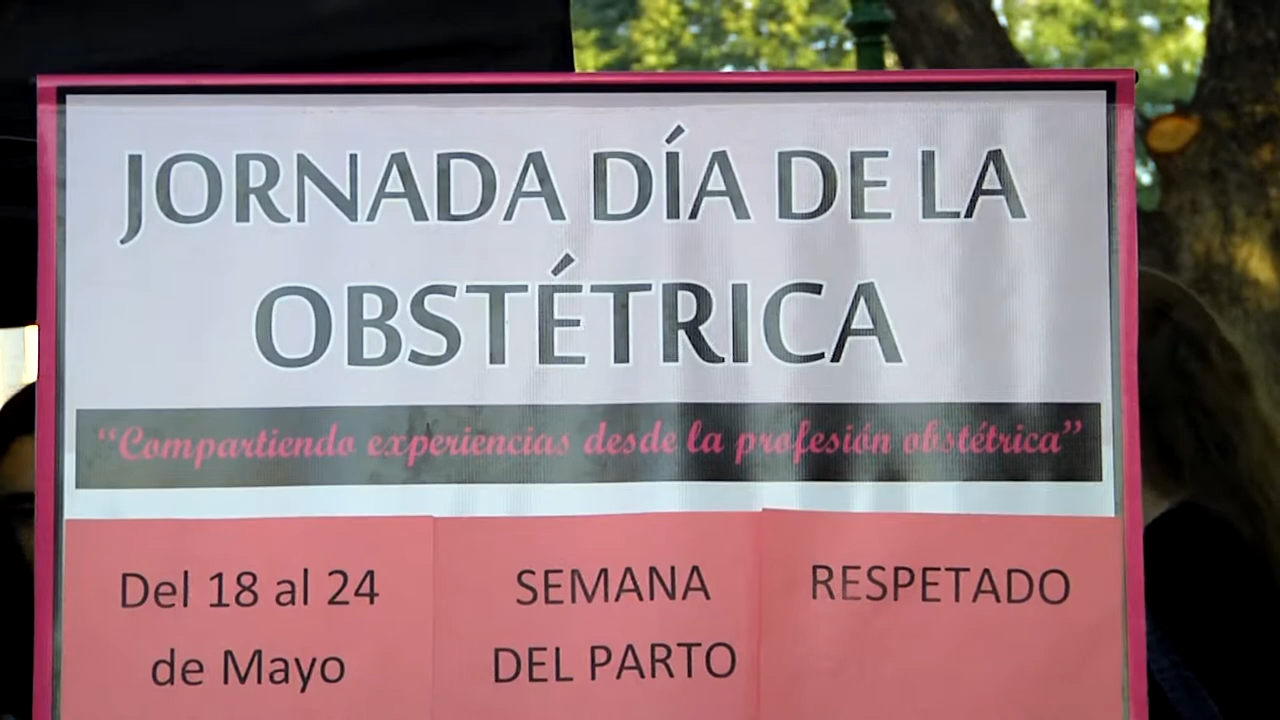 JORNADA DÍA DE LA
OBSTÉTRICA
“Compartiendo experiencias desde la profesión obstétrica”
Del 18 al 24
de Mayo
SEMANA
DEL PARTO
RESPETADO